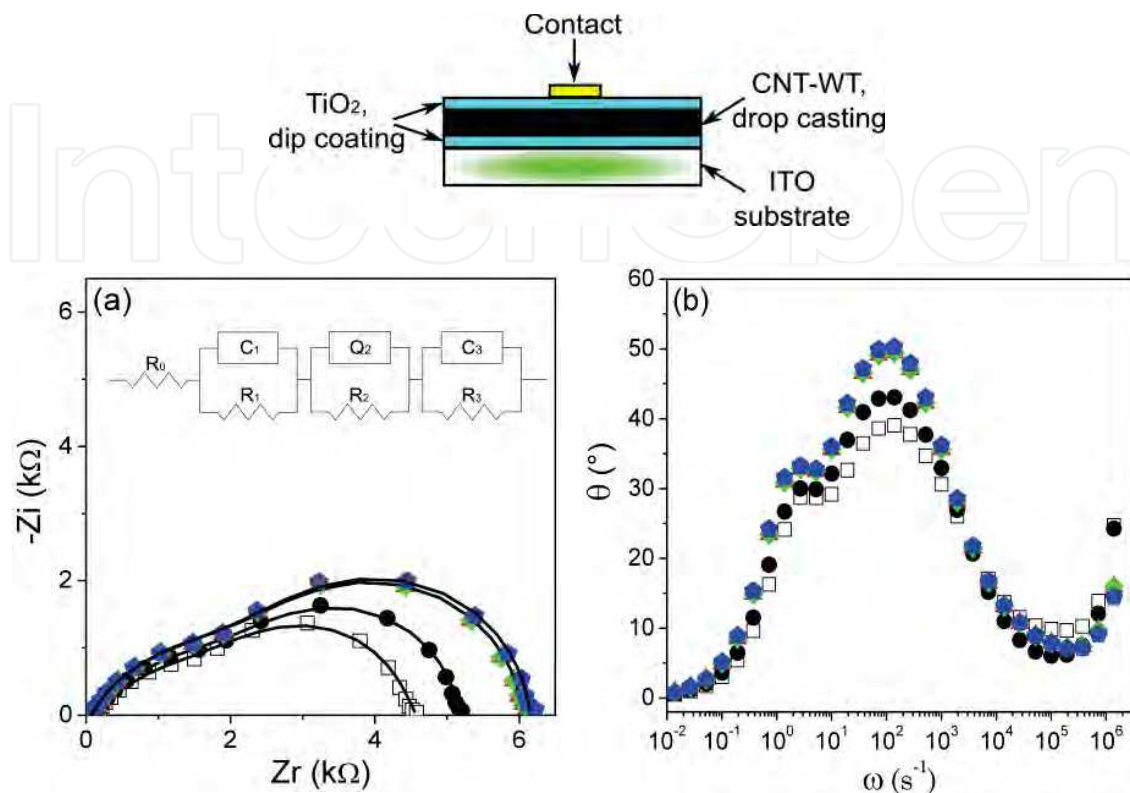 Contact
TiO₂,
dip coating
CNT-WT,
drop casting
ITO
substrate
IntechOpen
(a)
R₀
C₁
R₁
Q₂
R₂
C₃
R₃
6
4
2
0
-Zi (kΩ)
0 2 4 6
Zr (kΩ)
(b)
60
50
40
30
20
10
0
θ (°)
10⁻² 10⁻¹ 10⁰ 10¹ 10² 10³ 10⁴ 10⁵ 10⁶
ω (s⁻¹)